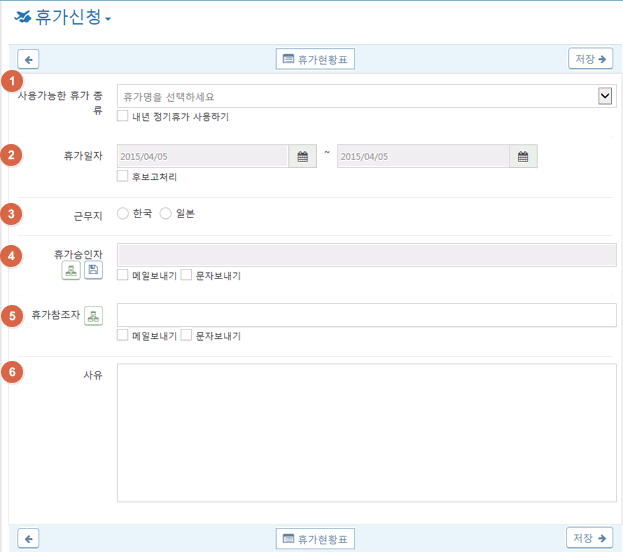 휴가신청
휴가현황표 저장
1
사용가능한 휴가 종
류
휴가명을 선택하세요
내년 정기휴가 사용하기
2 휴가일자 2015/04/05 ~ 2015/04/05
후보고처리
3 근무지 한국 일본
4 휴가승인자
메일보내기 문자보내기
5 휴가참조자
메일보내기 문자보내기
6 사유
휴가현황표 저장